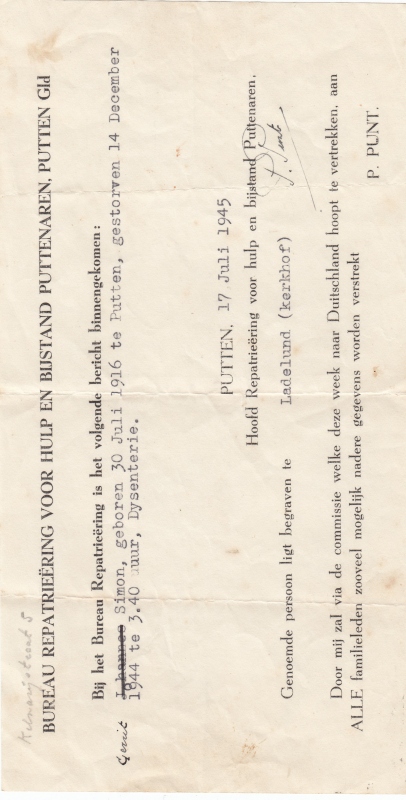 BUREAU REPATRIEËRING VOOR HULP EN BIJSTAND PUTTENAREN, PUTTEN Gld
Bij het Bureau Repatrieëring is het volgende bericht binnengekomen:
Gerrit Johannes Simon, geboren 30 Juli 1916 te Putten, gestorven 14 December
1944 te 3.40 uur, Dysenterie.
PUTTEN, 17 Juli 1945
Hoofd Repatrieëring voor hulp en bijstand Puttenaren,
P. Punt
Genoemde persoon ligt begraven te Ladelund (kerkhof)
Door mij zal via de commissie welke deze week naar Duitschland hoopt te vertrekken, aan
ALLE familieleden zooveel mogelijk nadere gegevens worden verstrekt
P. PUNT.